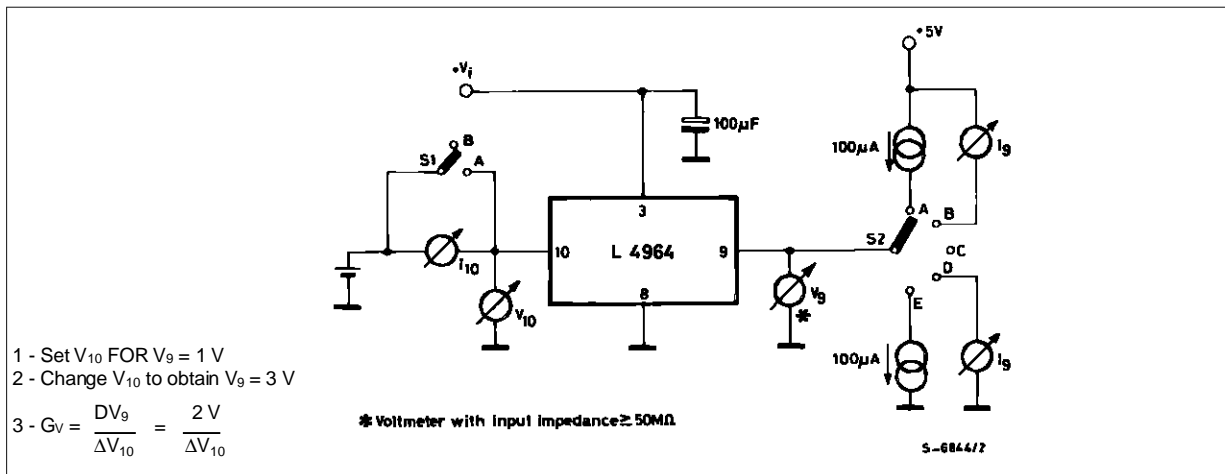 +5V
+Vi
100µF
B
S1
A
100µA
I9
A
B
3
S2
10
L 4964
9
C
i10
D
V10
8
V9
*
E
100µA
I9
1 - Set V10 FOR V9 = 1 V
2 - Change V10 to obtain V9 = 3 V
3 - GV = DV9 / ΔV10 = 2 V / ΔV10
* Voltmeter with input impedance ≥ 50MΩ
S-6844/2